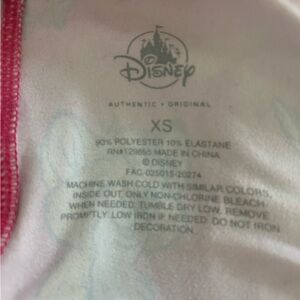 Disney
AUTHENTIC • ORIGINAL
XS
90% POLYESTER 10% ELASTANE
RN#129855 MADE IN CHINA
© DISNEY
FAC-025015-20274
MACHINE WASH COLD WITH SIMILAR COLORS,
INSIDE OUT, ONLY NON-CHLORINE BLEACH
WHEN NEEDED. TUMBLE DRY LOW, REMOVE
PROMPTLY. LOW IRON IF NEEDED. DO NOT IRON
DECORATION